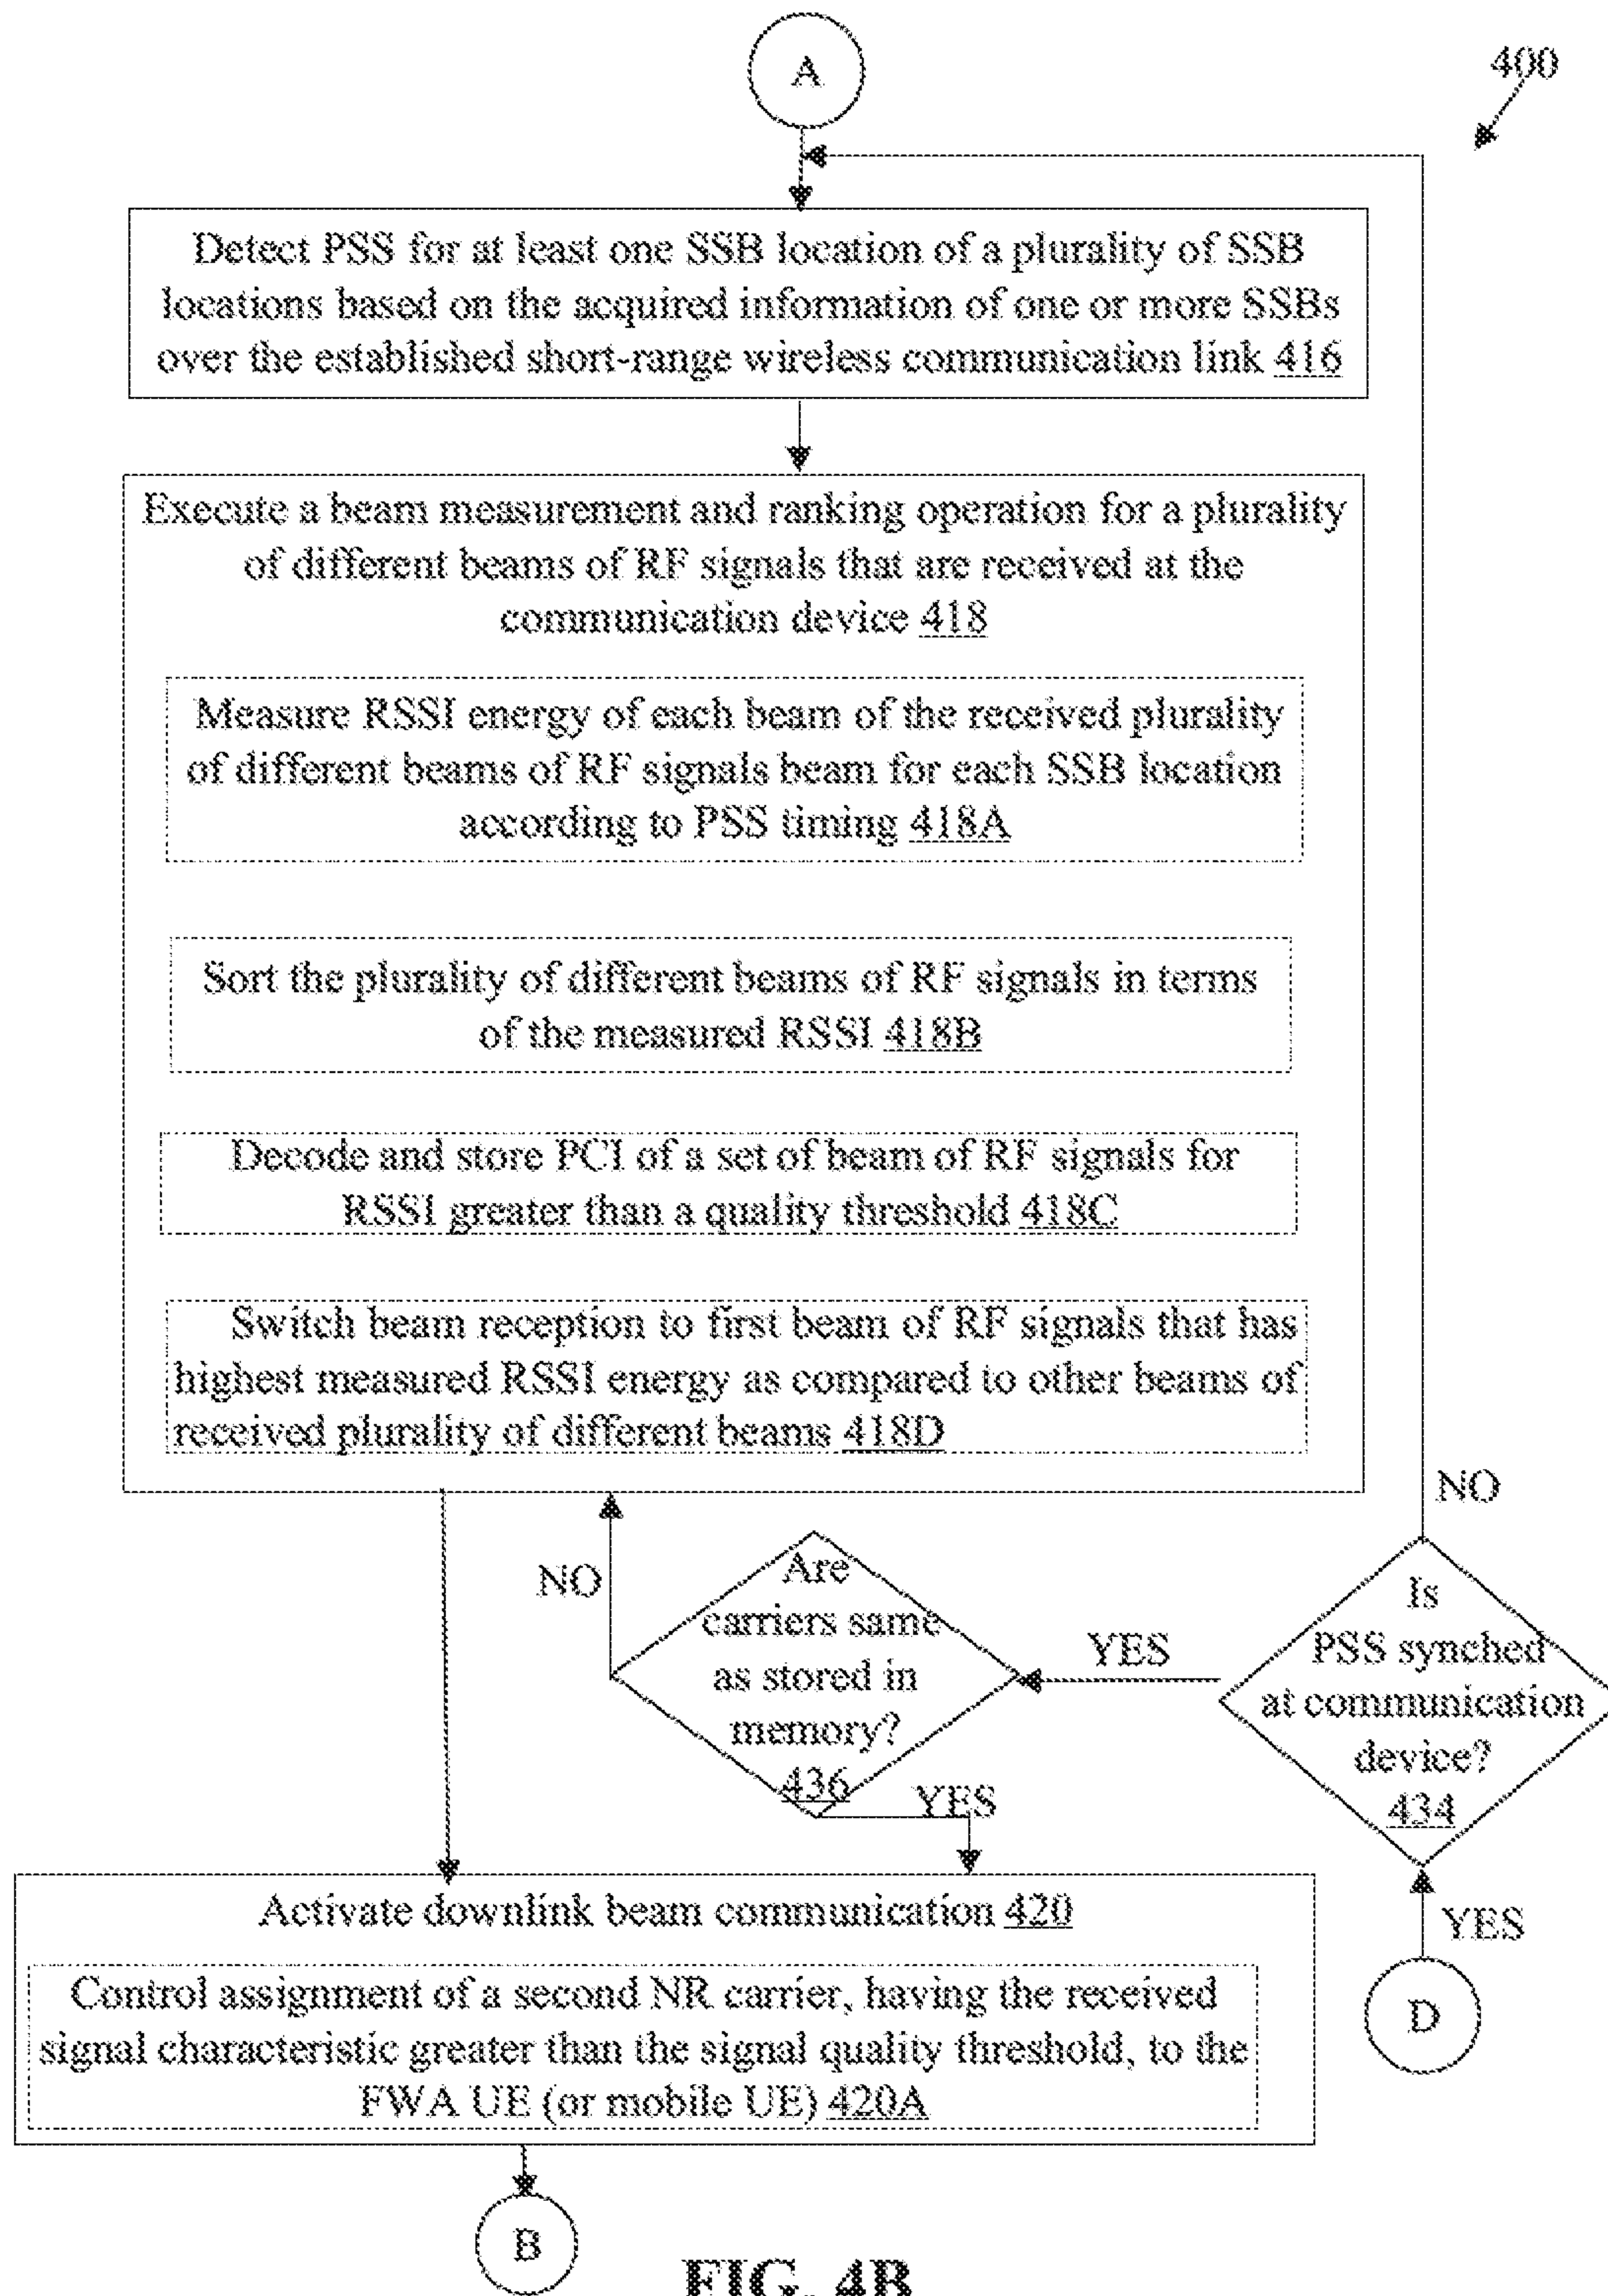 A
400
Detect PSS for at least one SSB location of a plurality of SSB
locations based on the acquired information of one or more SSBs
over the established short-range wireless communication link 416
Execute a beam measurement and ranking operation for a plurality
of different beams of RF signals that are received at the
communication device 418
Measure RSSI energy of each beam of the received plurality
of different beams of RF signals beam for each SSB location
according to PSS timing 418A
Sort the plurality of different beams of RF signals in terms
of the measured RSSI 418B
Decode and store PCI of a set of beam of RF signals for
RSSI greater than a quality threshold 418C
Switch beam reception to first beam of RF signals that has
highest measured RSSI energy as compared to other beams of
received plurality of different beams 418D
NO
NO
Are
carriers same
as stored in
memory?
436
YES
YES
Is
PSS synched
at communication
device?
434
YES
D
Activate downlink beam communication 420
Control assignment of a second NR carrier, having the received
signal characteristic greater than the signal quality threshold, to the
FWA UE (or mobile UE) 420A
B
FIG. 4B